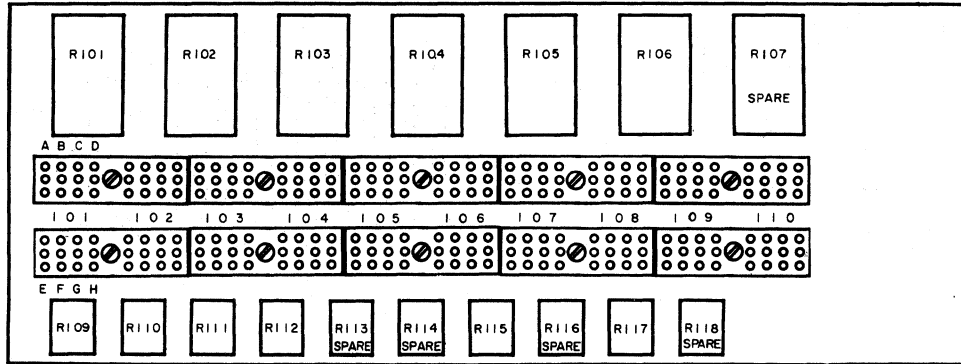 R101 R102 R103 R104 R105 R106 R107
SPARE
A B C D
101 102 103 104 105 106 107 108 109 110
E F G H
R109 R110 R111 R112 R113 R114 R115 R116 R117 R118
SPARE SPARE SPARE SPARE